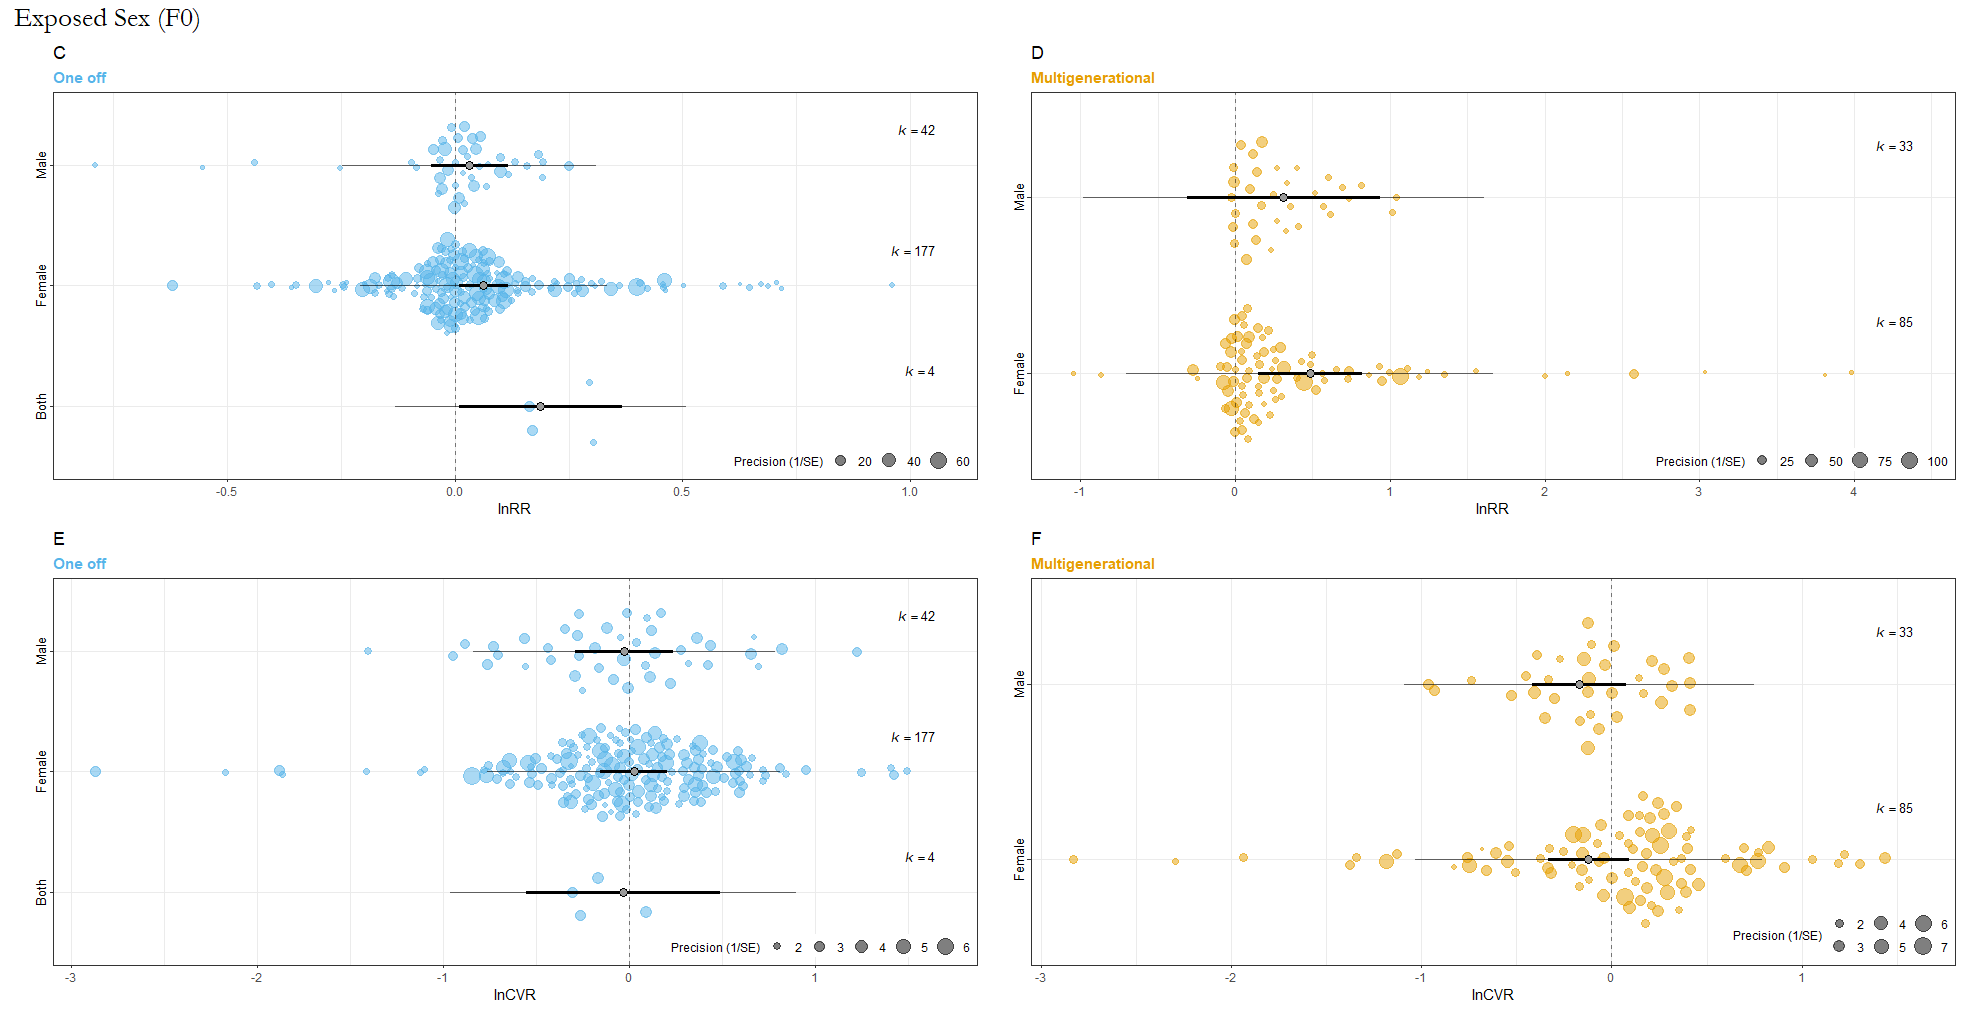 Exposed Sex (F0)
C
One off
Male
k = 42
Female
k = 177
Both
k = 4
Precision (1/SE) 20 40 60
-0.5 0.0 0.5 1.0
lnRR
D
Multigenerational
Male
k = 33
Female
k = 85
Precision (1/SE) 25 50 75 100
-1 0 1 2 3 4
lnRR
E
One off
Male
k = 42
Female
k = 177
Both
k = 4
Precision (1/SE) 2 3 4 5 6
-3 -2 -1 0 1
lnCVR
F
Multigenerational
Male
k = 33
Female
k = 85
Precision (1/SE)
2 4 6
3 5 7
-3 -2 -1 0 1
lnCVR